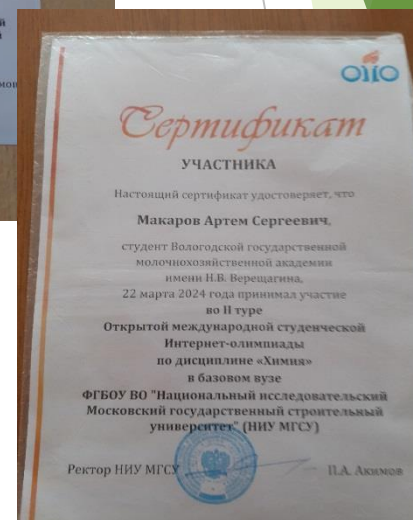 ОПО
Сертификат
УЧАСТНИКА
Настоящий сертификат удостоверяет, что
Макаров Артем Сергеевич,
студент Вологодской государственной
молочнохозяйственной академии
имени Н.В. Верещагина,
22 марта 2024 года принимал участие
во II туре
Открытой международной студенческой
Интернет-олимпиады
по дисциплине «Химия»
в базовом вузе
ФГБОУ ВО "Национальный исследовательский
Московский государственный строительный
университет" (НИУ МГСУ)
Ректор НИУ МГСУ П.А. Акимов